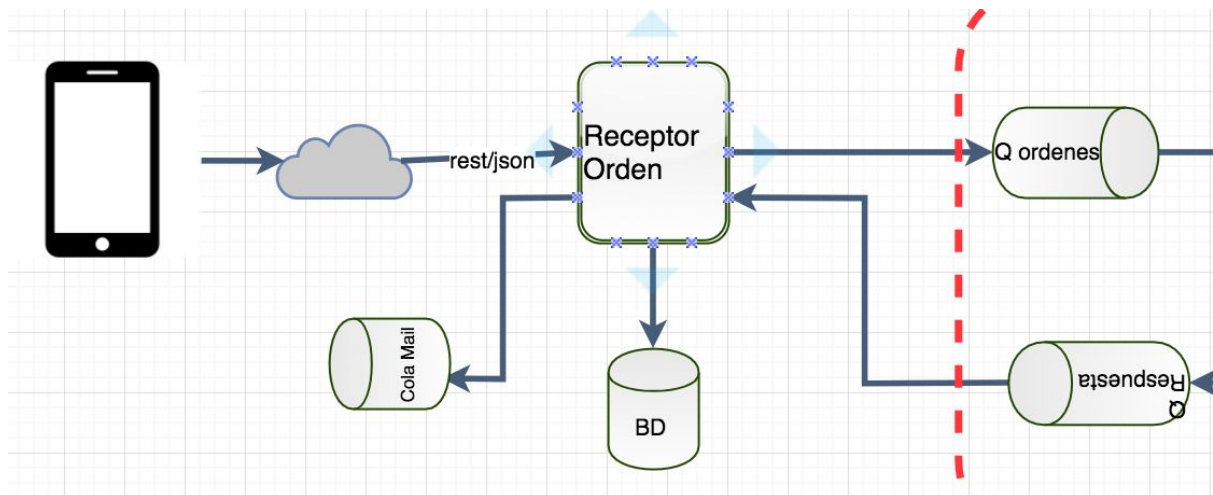 rest/json
Receptor
Orden
Q ordenes
Cola Mail
BD
Q
Respuesta